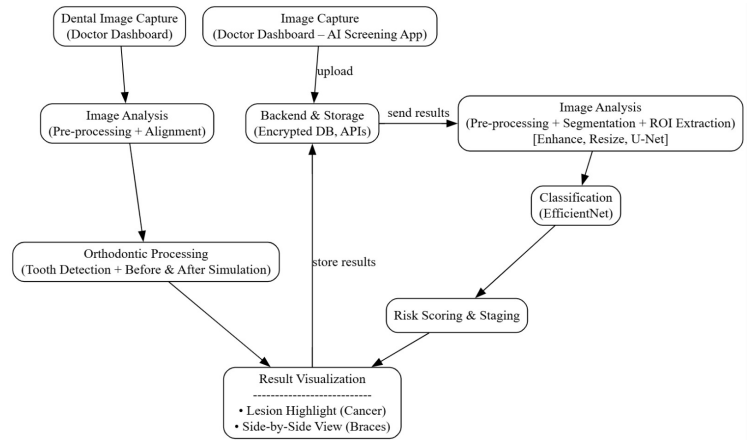 Dental Image Capture
(Doctor Dashboard)
Image Capture
(Doctor Dashboard – AI Screening App)
upload
Image Analysis
(Pre-processing + Alignment)
Backend & Storage
(Encrypted DB, APIs)
send results
Image Analysis
(Pre-processing + Segmentation + ROI Extraction)
[Enhance, Resize, U-Net]
Classification
(EfficientNet)
Orthodontic Processing
(Tooth Detection + Before & After Simulation)
store results
Risk Scoring & Staging
Result Visualization
---------------------------
• Lesion Highlight (Cancer)
• Side-by-Side View (Braces)